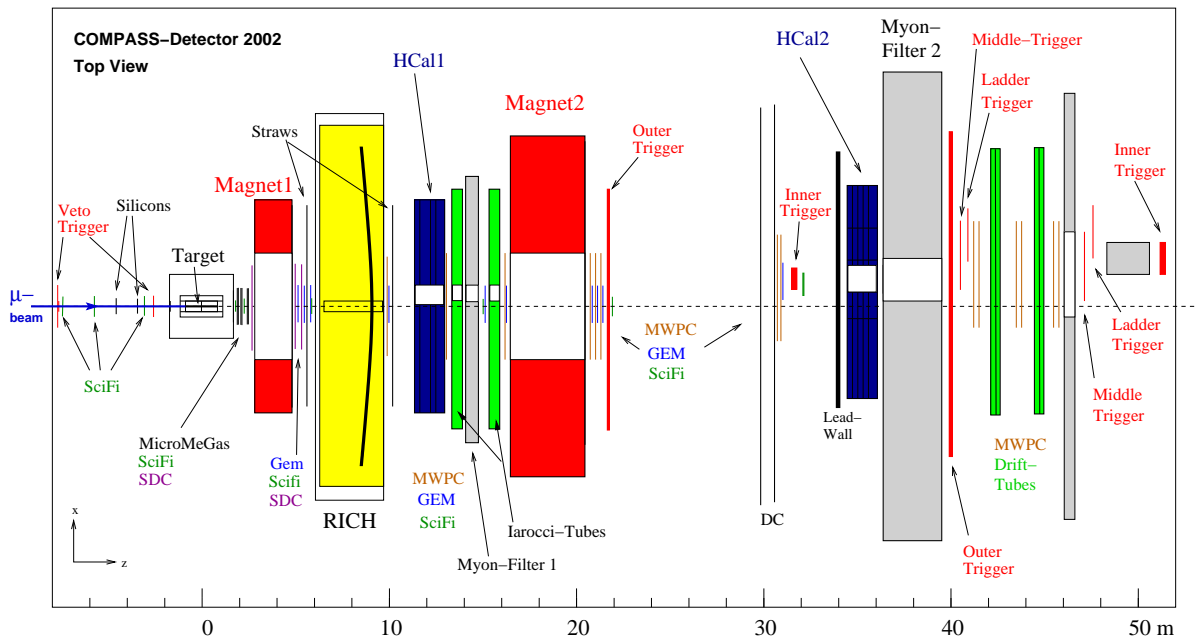 COMPASS–Detector 2002
Top View
HCal1
HCal2
Myon–
Filter 2
Middle–Trigger
Ladder
Trigger
Magnet2
Straws
Outer
Trigger
Inner
Trigger
Magnet1
Veto
Trigger
Silicons
Inner
Trigger
Target
μ–
beam
MWPC
GEM
SciFi
Ladder
Trigger
SciFi
Middle
Trigger
Lead–
Wall
MicroMeGas
SciFi
SDC
Gem
Scifi
SDC
MWPC
GEM
SciFi
MWPC
Drift–
Tubes
RICH
Iarocci–Tubes
DC
Myon–Filter 1
Outer
Trigger
x
z
0
10
20
30
40
50 m